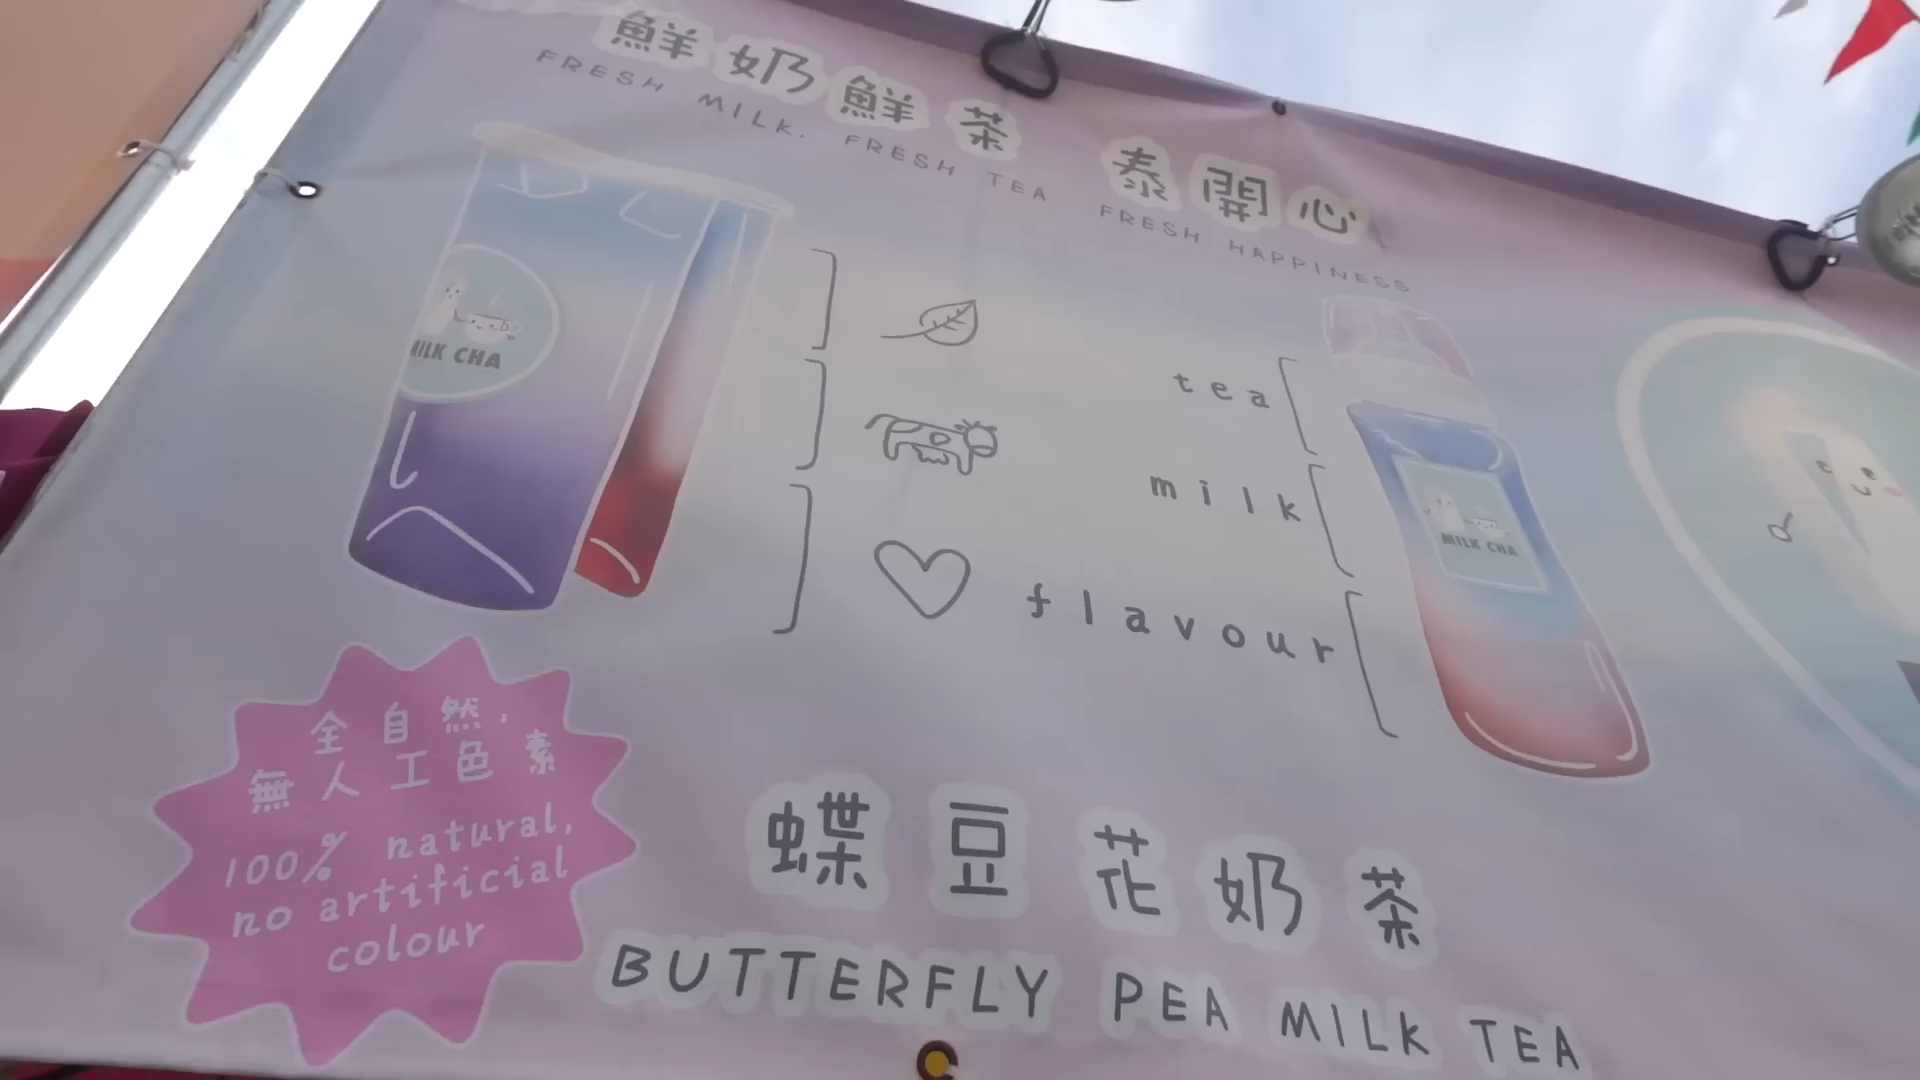 鮮奶鮮茶 泰開心
FRESH MILK, FRESH TEA FRESH HAPPINESS
MILK CHA
tea
milk
flavour
MILK CHA
全自然,
無人工色素
100% natural,
no artificial
colour
蝶豆花奶茶
BUTTERFLY PEA MILK TEA